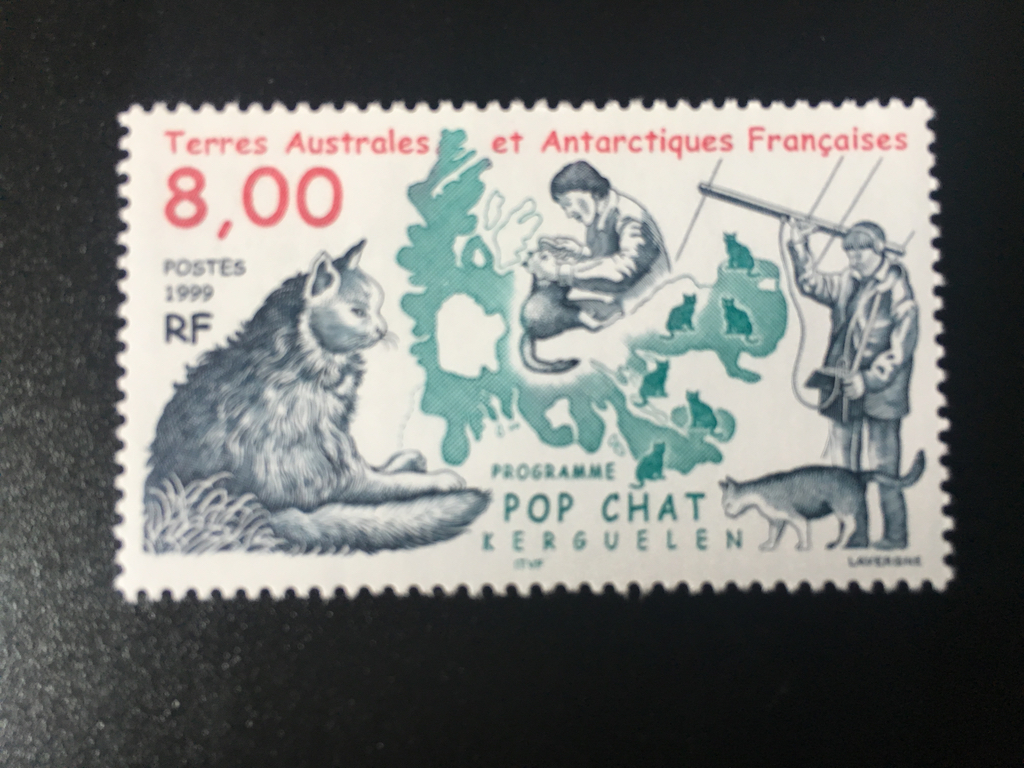 Terres Australes et Antarctiques Françaises
8,00
POSTES
1999
RF
PROGRAMME
POP CHAT
KERGUELEN
ITVF
LAVERGNE